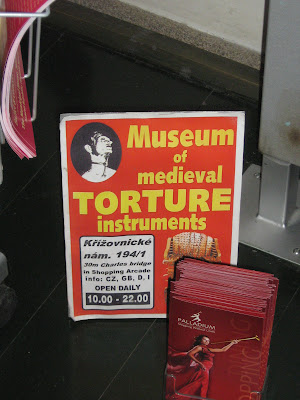 Museum
of
medieval
TORTURE
instruments
Křížovnické
nám. 194/1
30m Charles bridge
in Shopping Arcade
info: CZ, GB, D, I
OPEN DAILY
10.00 - 22.00
PALLADIUM